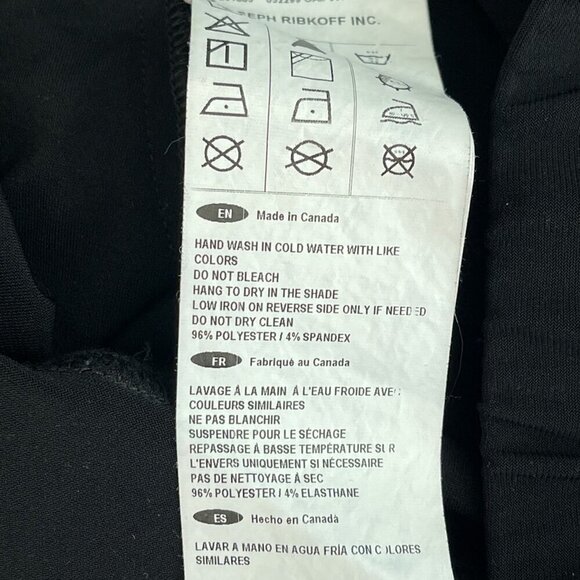 EPH RIBKOFF INC.
EN Made in Canada
HAND WASH IN COLD WATER WITH LIKE
COLORS
DO NOT BLEACH
HANG TO DRY IN THE SHADE
LOW IRON ON REVERSE SIDE ONLY IF NEEDED
DO NOT DRY CLEAN
96% POLYESTER / 4% SPANDEX
FR Fabriqué au Canada
LAVAGE À LA MAIN À L'EAU FROIDE AVEC
COULEURS SIMILAIRES
NE PAS BLANCHIR
SUSPENDRE POUR LE SÉCHAGE
REPASSAGE À BASSE TEMPÉRATURE SUR
L'ENVERS UNIQUEMENT SI NÉCESSAIRE
PAS DE NETTOYAGE À SEC
96% POLYESTER / 4% ELASTHANE
ES Hecho en Canadà
LAVAR A MANO EN AGUA FRÍA CON COLORES
SIMILARES